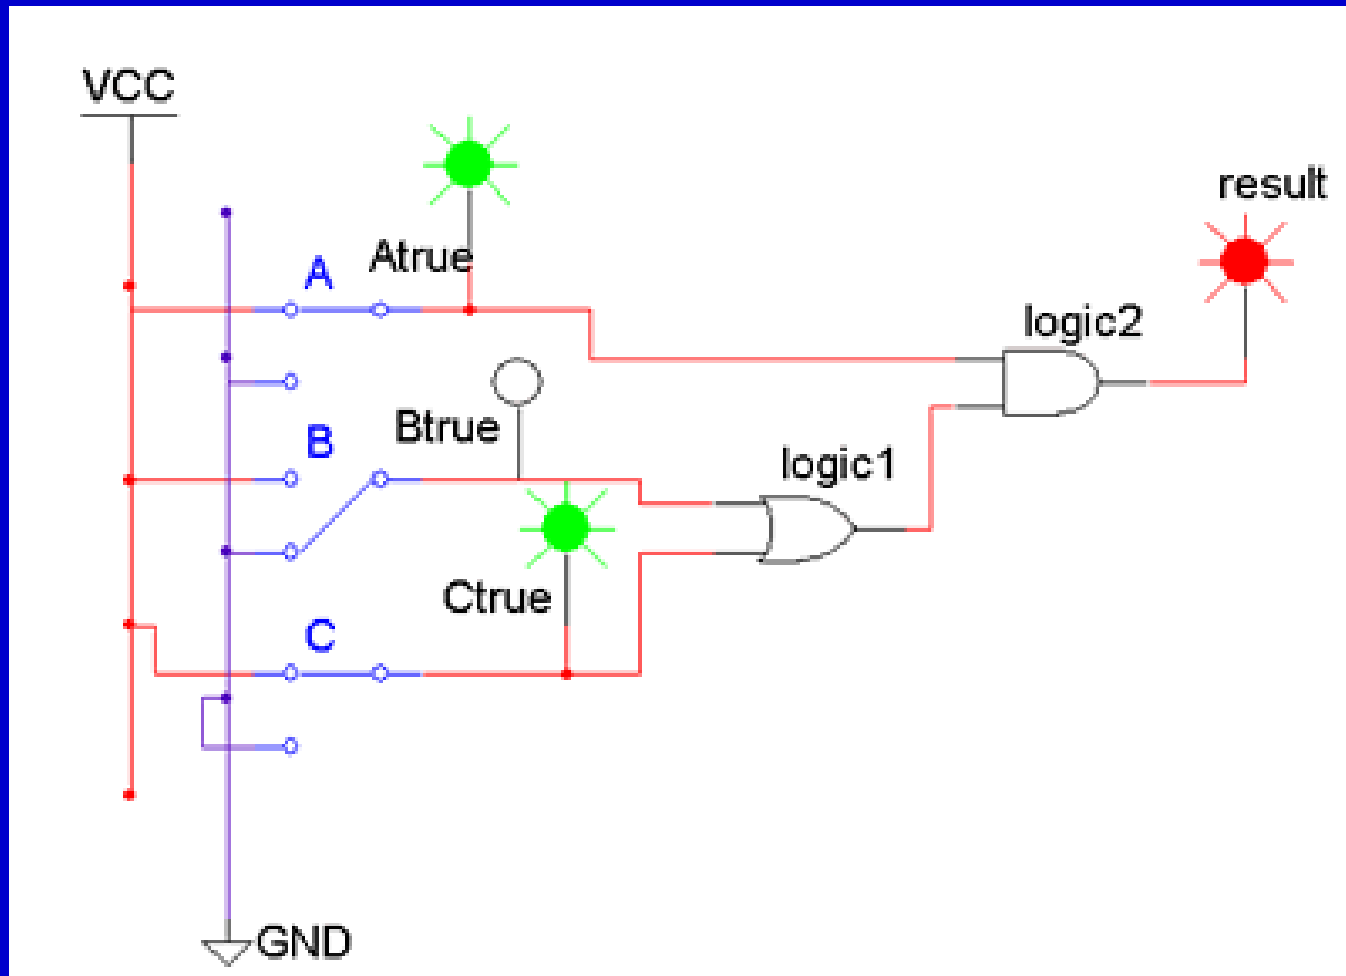 VCC
result
Atrue
A
logic2
Btrue
B
logic1
Ctrue
C
GND